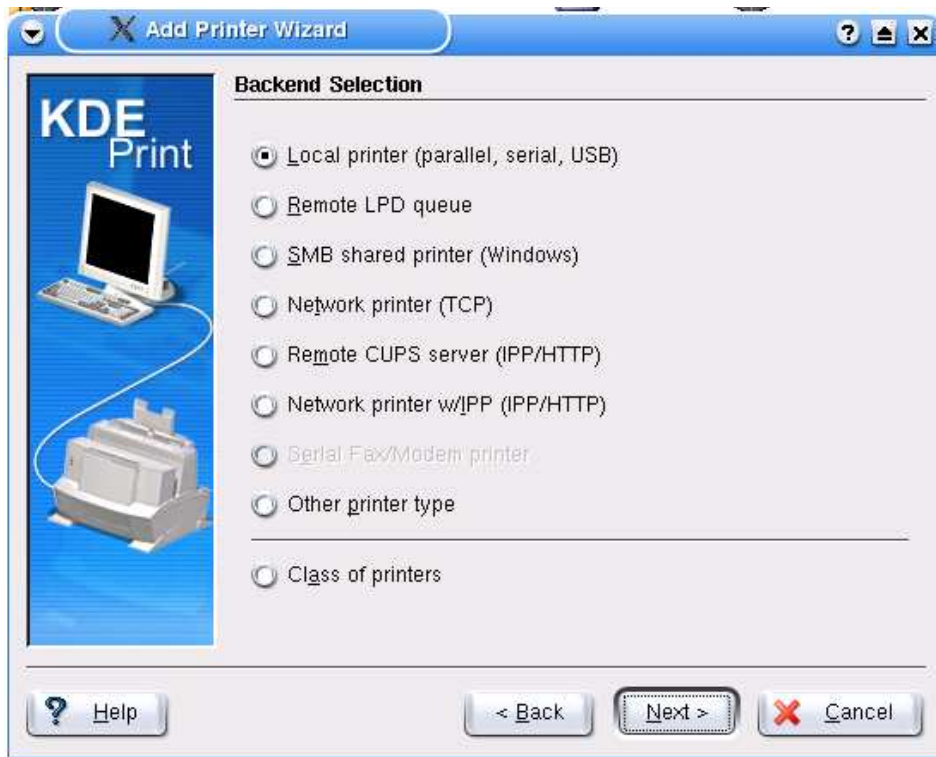 Add Printer Wizard
KDE
Print
Backend Selection
Local printer (parallel, serial, USB)
Remote LPD queue
SMB shared printer (Windows)
Network printer (TCP)
Remote CUPS server (IPP/HTTP)
Network printer w/IPP (IPP/HTTP)
Serial Fax/Modem printer
Other printer type
Class of printers
? Help
< Back
Next >
Cancel